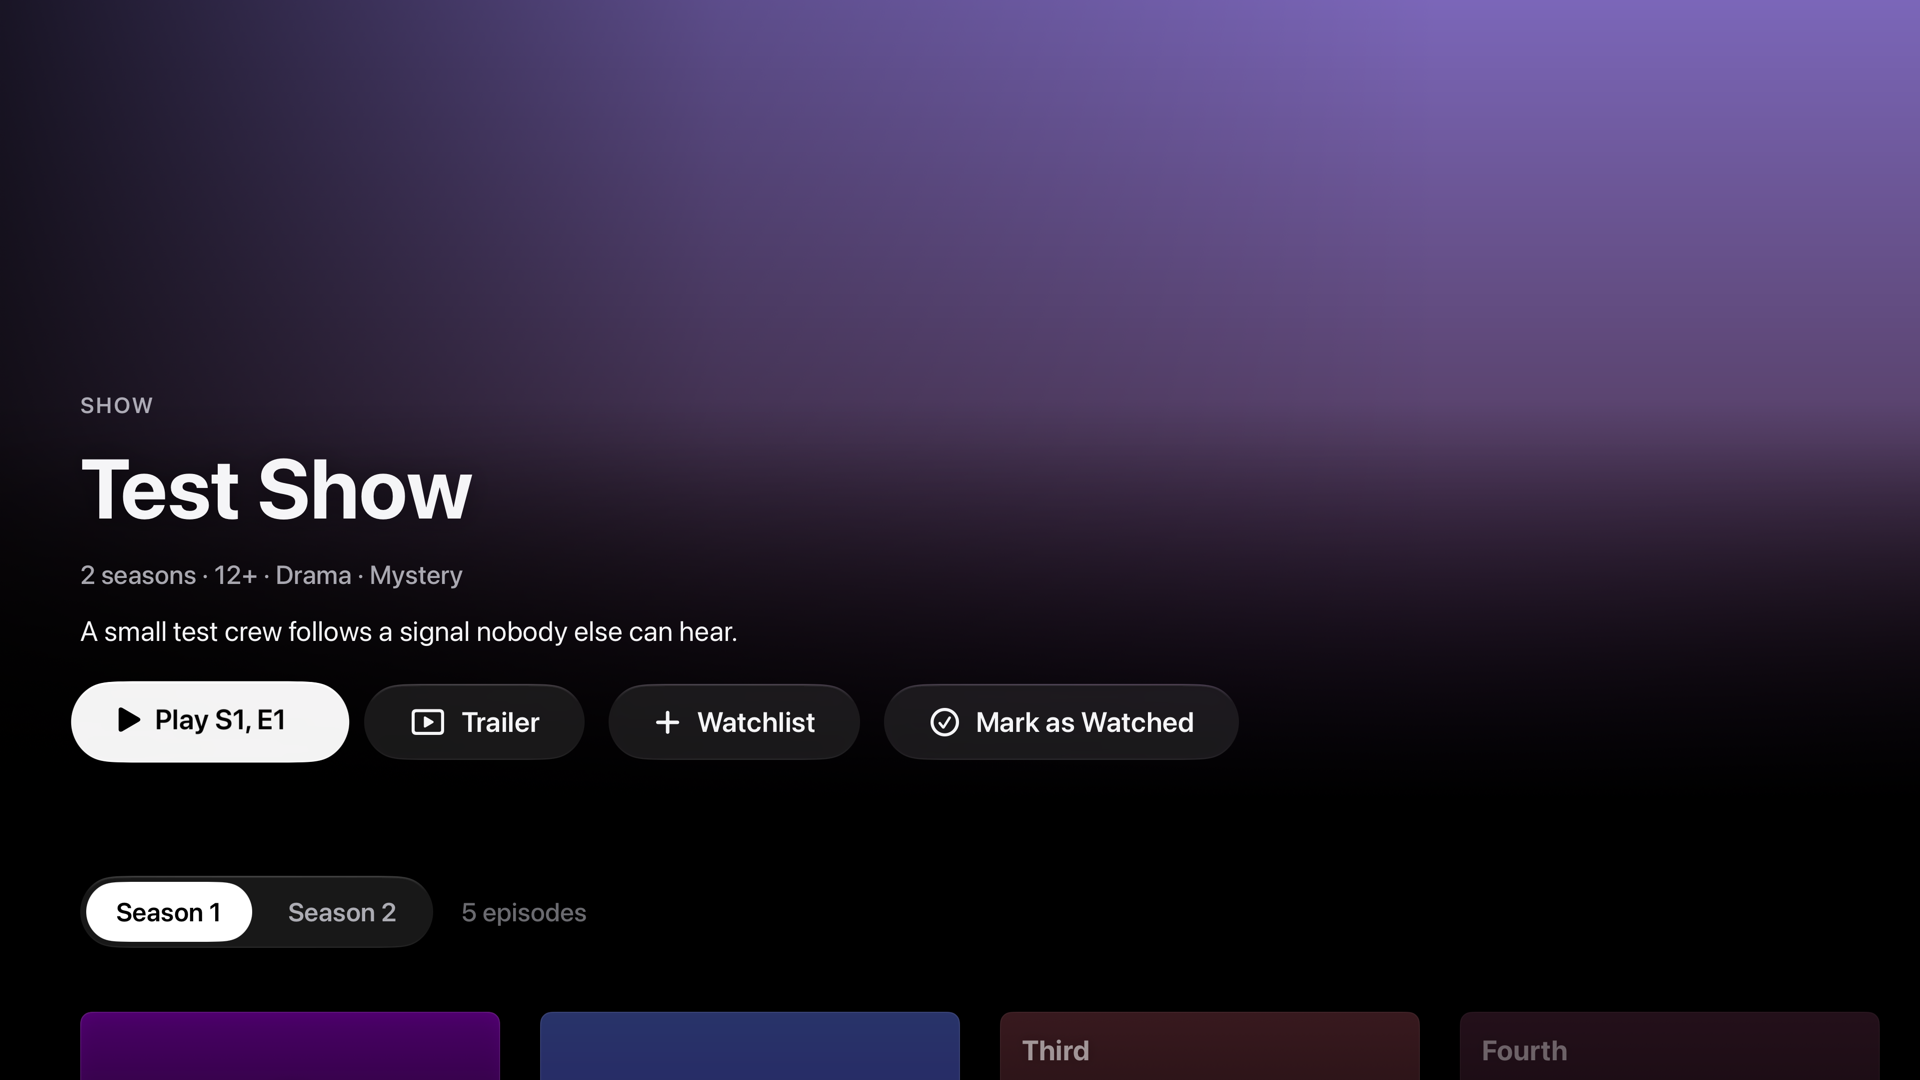 SHOW
Test Show
2 seasons · 12+ · Drama · Mystery
A small test crew follows a signal nobody else can hear.
Play S1, E1
Trailer
Watchlist
Mark as Watched
Season 1
Season 2
5 episodes
Third
Fourth